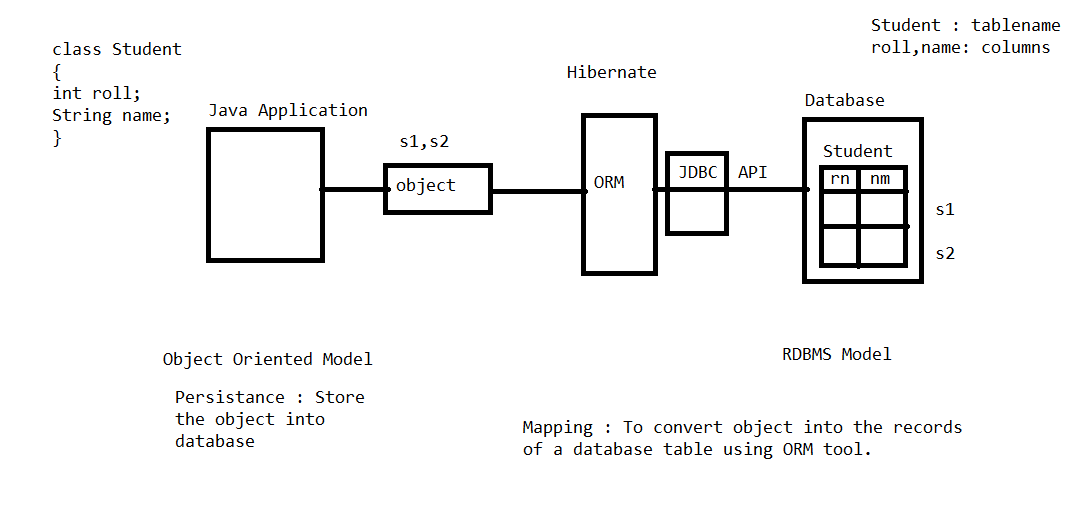 Student : tablename
roll,name: columns
class Student
{
int roll;
String name;
}
Java Application
s1,s2
object
Hibernate
ORM
JDBC
API
Database
Student
rn nm
s1
s2
Object Oriented Model
RDBMS Model
Persistance : Store
the object into
database
Mapping : To convert object into the records
of a database table using ORM tool.